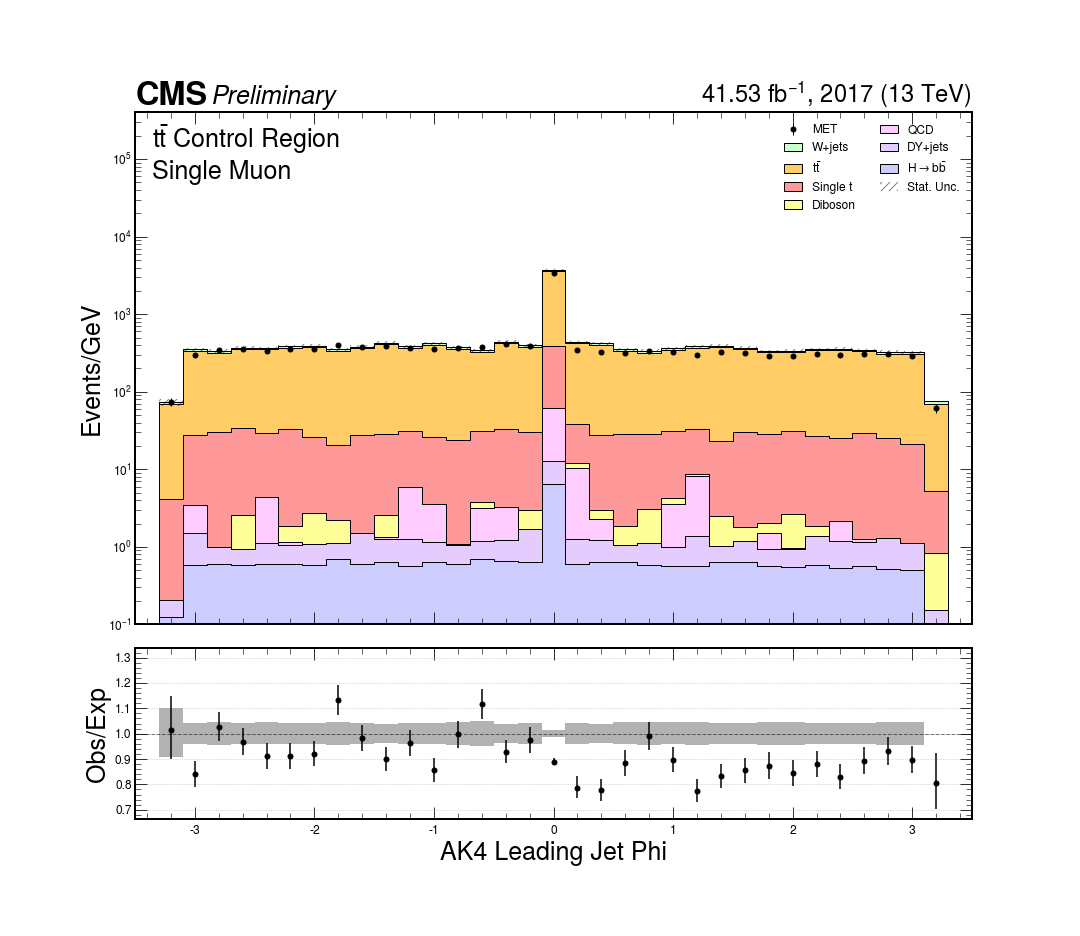 CMS Preliminary
41.53 fb⁻¹, 2017 (13 TeV)
tt̄ Control Region
Single Muon
MET
W+jets
tt̄
Single t
Diboson
QCD
DY+jets
H→bb̄
Stat. Unc.
Events/GeV
10⁵
10⁴
10³
10²
10¹
10⁰
10⁻¹
Obs/Exp
1.3
1.2
1.1
1.0
0.9
0.8
0.7
-3 -2 -1 0 1 2 3
AK4 Leading Jet Phi